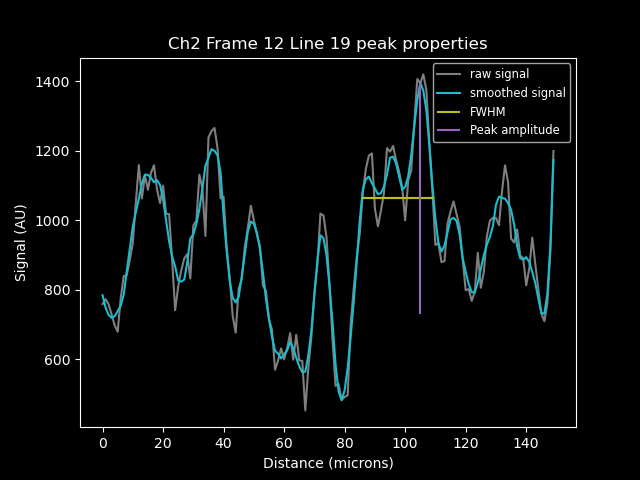 Ch2 Frame 12 Line 19 peak properties
raw signal
smoothed signal
FWHM
Peak amplitude
Signal (AU)
1400
1200
1000
800
600
0 20 40 60 80 100 120 140
Distance (microns)